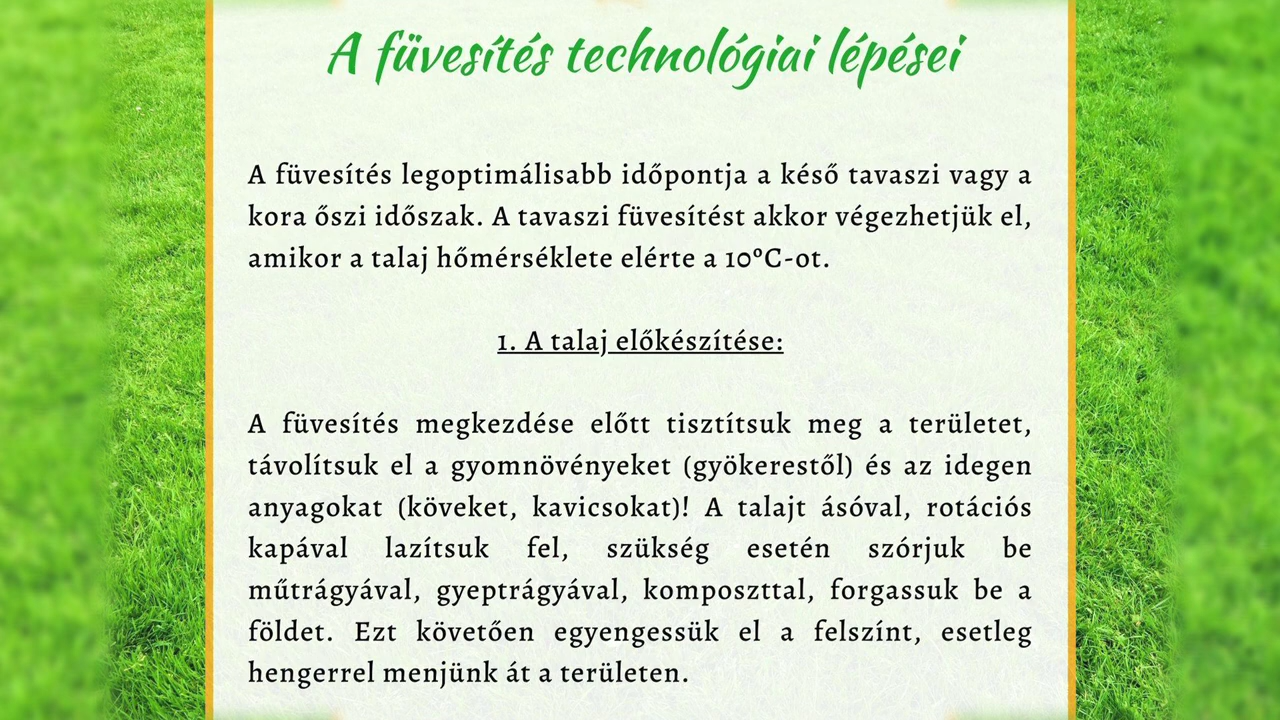 A füvesítés technológiai lépései
A füvesítés legoptimálisabb időpontja a késő tavaszi vagy a
kora őszi időszak. A tavaszi füvesítést akkor végezhetjük el,
amikor a talaj hőmérséklete elérte a 10°C-ot.
1. A talaj előkészítése:
A füvesítés megkezdése előtt tisztítsuk meg a területet,
távolítsuk el a gyomnövényeket (gyökerestől) és az idegen
anyagokat (köveket, kavicsokat)! A talajt ásóval, rotációs
kapával lazítsuk fel, szükség esetén szórjuk be
műtrágyával, gyeptrágyával, komposzttal, forgassuk be a
földet. Ezt követően egyengessük el a felszínt, esetleg
hengerrel menjünk át a területen.